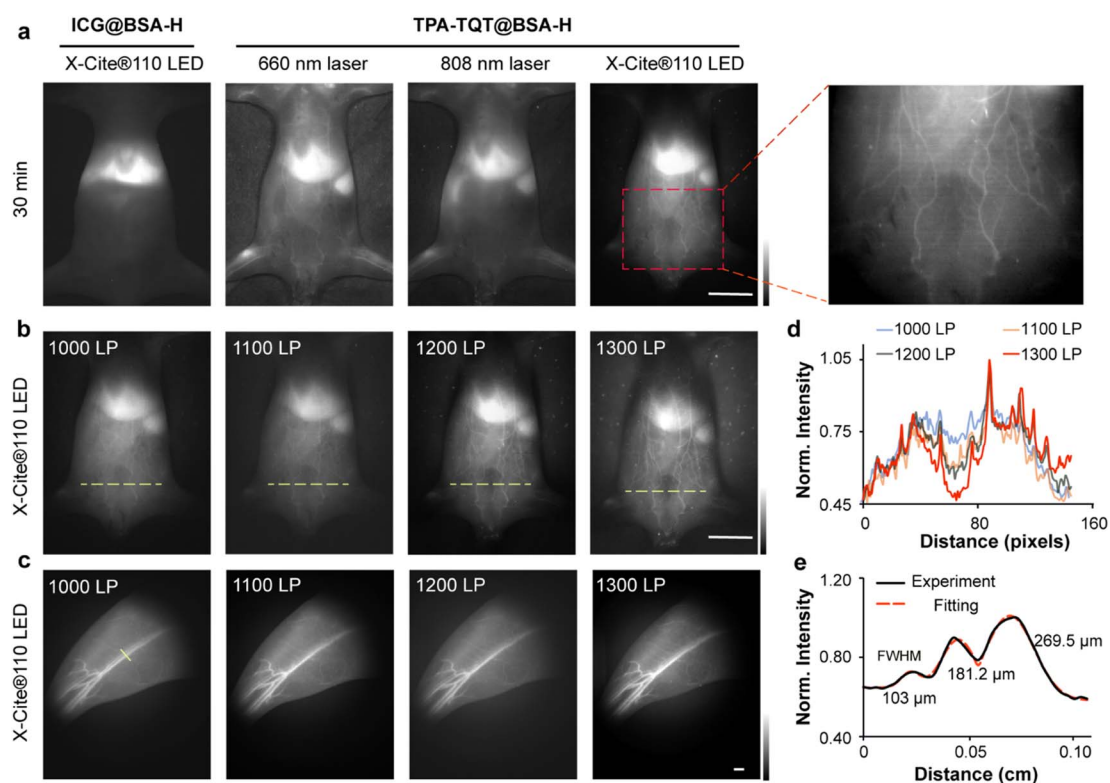 a
ICG@BSA-H
TPA-TQT@BSA-H
X-Cite®110 LED
660 nm laser
808 nm laser
X-Cite®110 LED
30 min
b
X-Cite®110 LED
1000 LP
1100 LP
1200 LP
1300 LP
d
1000 LP
1100 LP
1200 LP
1300 LP
Norm. Intensity
1.05
0.75
0.45
0
80
160
Distance (pixels)
c
X-Cite®110 LED
1000 LP
1100 LP
1200 LP
1300 LP
e
Norm. Intensity
1.20
0.80
0.40
Experiment
Fitting
FWHM
103 µm
181.2 µm
269.5 µm
0
0.05
0.10
Distance (cm)